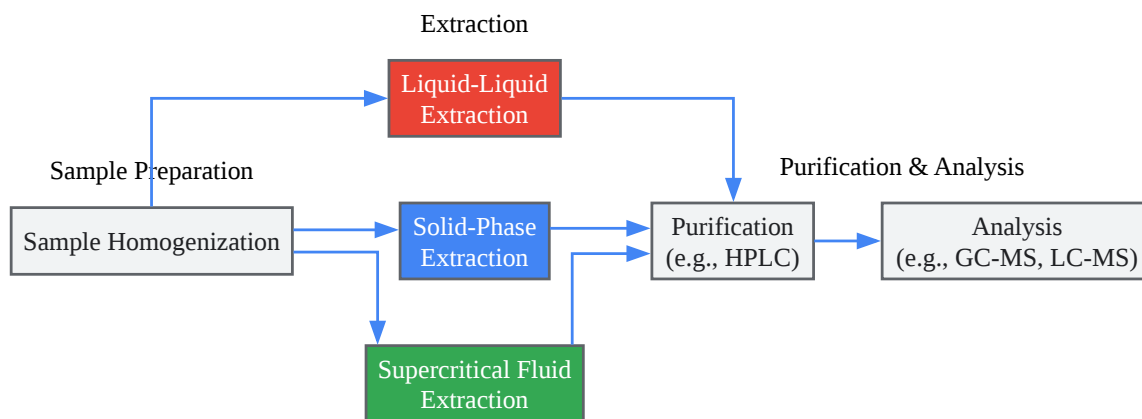 Extraction
Liquid-Liquid
Extraction
Sample Preparation
Purification & Analysis
Sample Homogenization
Solid-Phase
Extraction
Purification
(e.g., HPLC)
Analysis
(e.g., GC-MS, LC-MS)
Supercritical Fluid
Extraction